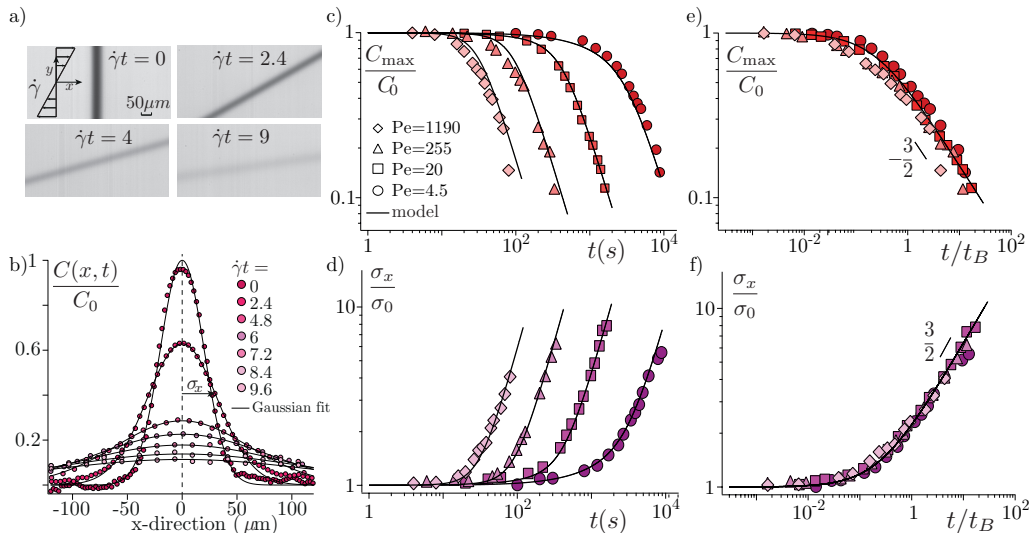 a)
γ̇
y
x
γ̇t = 0
50μm
γ̇t = 2.4
γ̇t = 4
γ̇t = 9
b)
C(x, t)
C₀
1
0.6
0.2
γ̇t =
0
2.4
4.8
6
7.2
8.4
9.6
σₓ
Gaussian fit
-100
-50
0
50
100
x-direction ( μm)
c)
1
C_max
C₀
Pe=1190
Pe=255
Pe=20
Pe=4.5
model
0.1
1
10²
t(s)
10⁴
d)
σₓ
σ₀
10
1
1
10²
t(s)
10⁴
e)
1
C_max
C₀
-3/2
0.1
10⁻²
1
t/t_B
10²
f)
σₓ
σ₀
10
3/2
1
10⁻²
1
t/t_B
10²